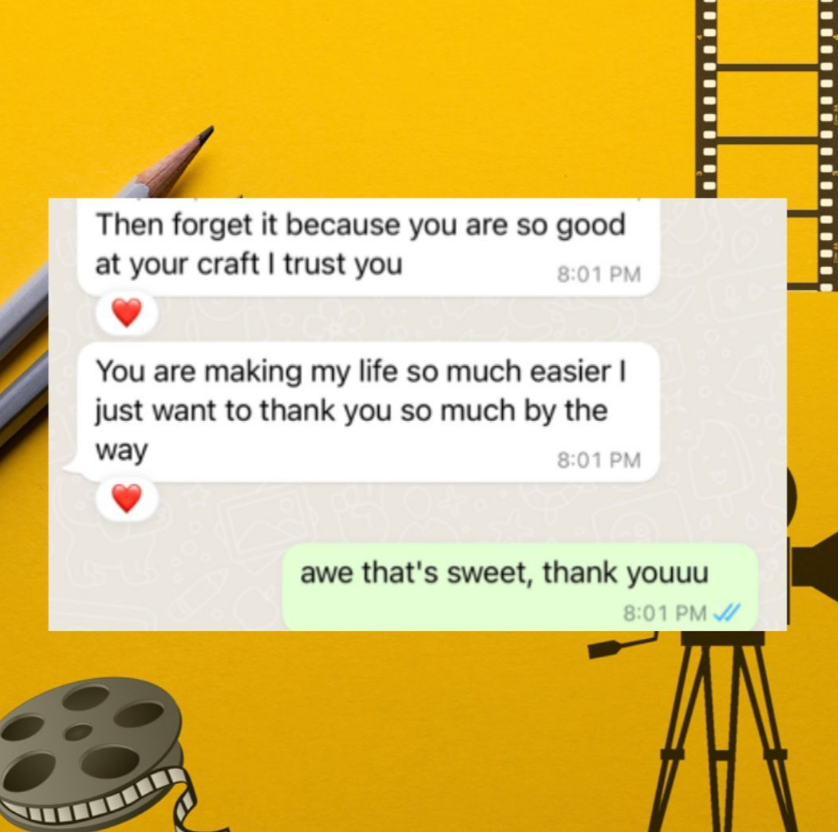 Then forget it because you are so good
at your craft I trust you
8:01 PM
You are making my life so much easier I
just want to thank you so much by the
way
8:01 PM
awe that's sweet, thank youuu
8:01 PM